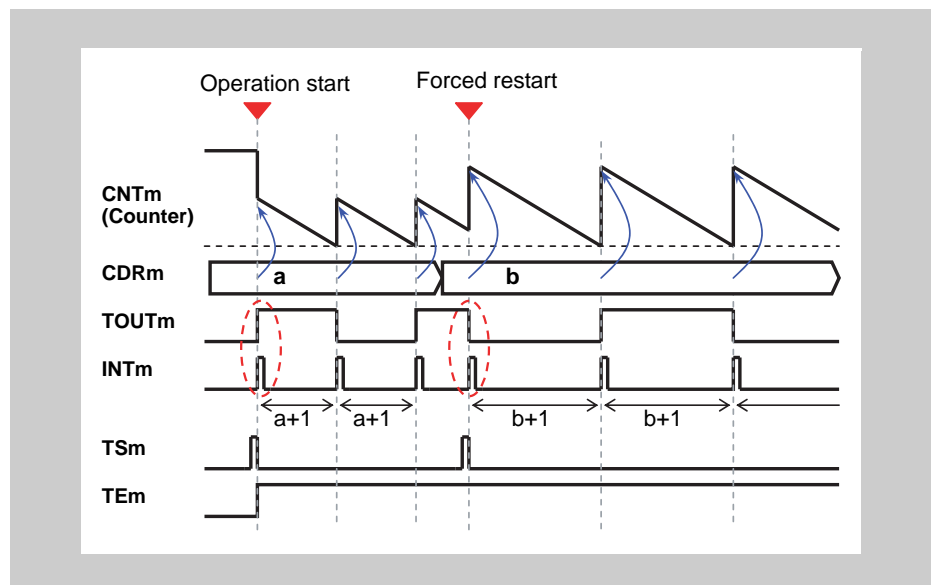 Operation start Forced restart
CNTm
(Counter)
CDRm a b
TOUTm
INTm
a+1 a+1 b+1 b+1
TSm
TEm